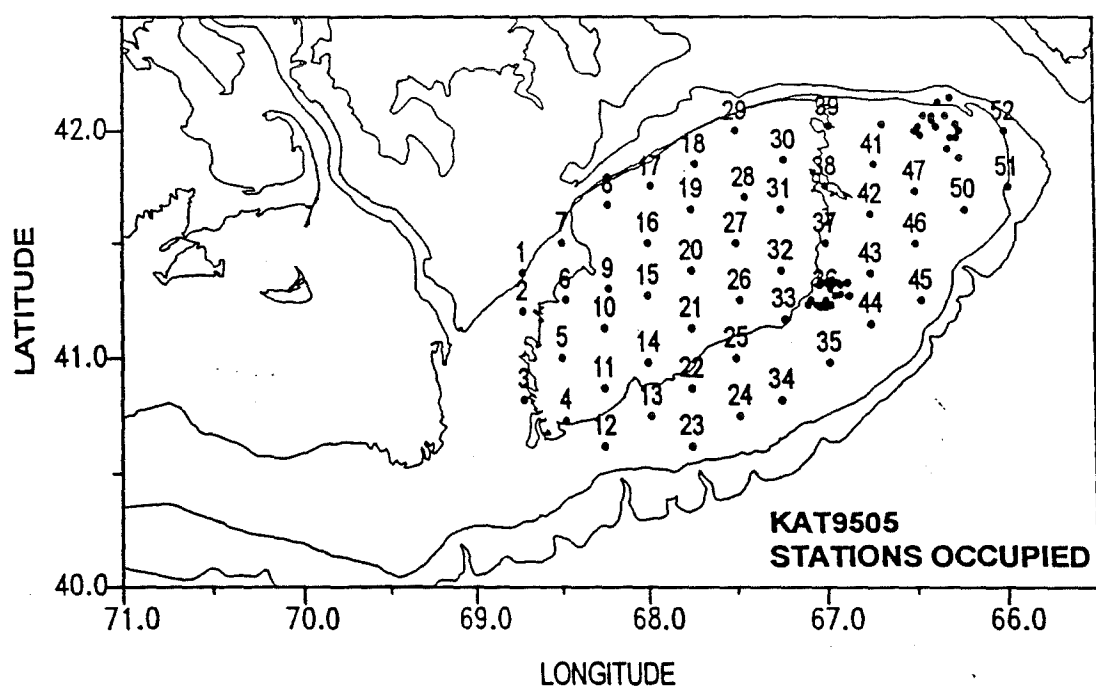 29 39 52
42.0
18 30 41
17 38 47 51
8 19 28 31 42 50
7 16 27 37 46
1 20 32 43
2 6 9 15 26 36 45
10 21 33 44
5 14 25 35
41.0
3 11 22 34
4 13 24
12 23
LATITUDE
KAT9505
STATIONS OCCUPIED
40.0
71.0 70.0 69.0 68.0 67.0 66.0
LONGITUDE